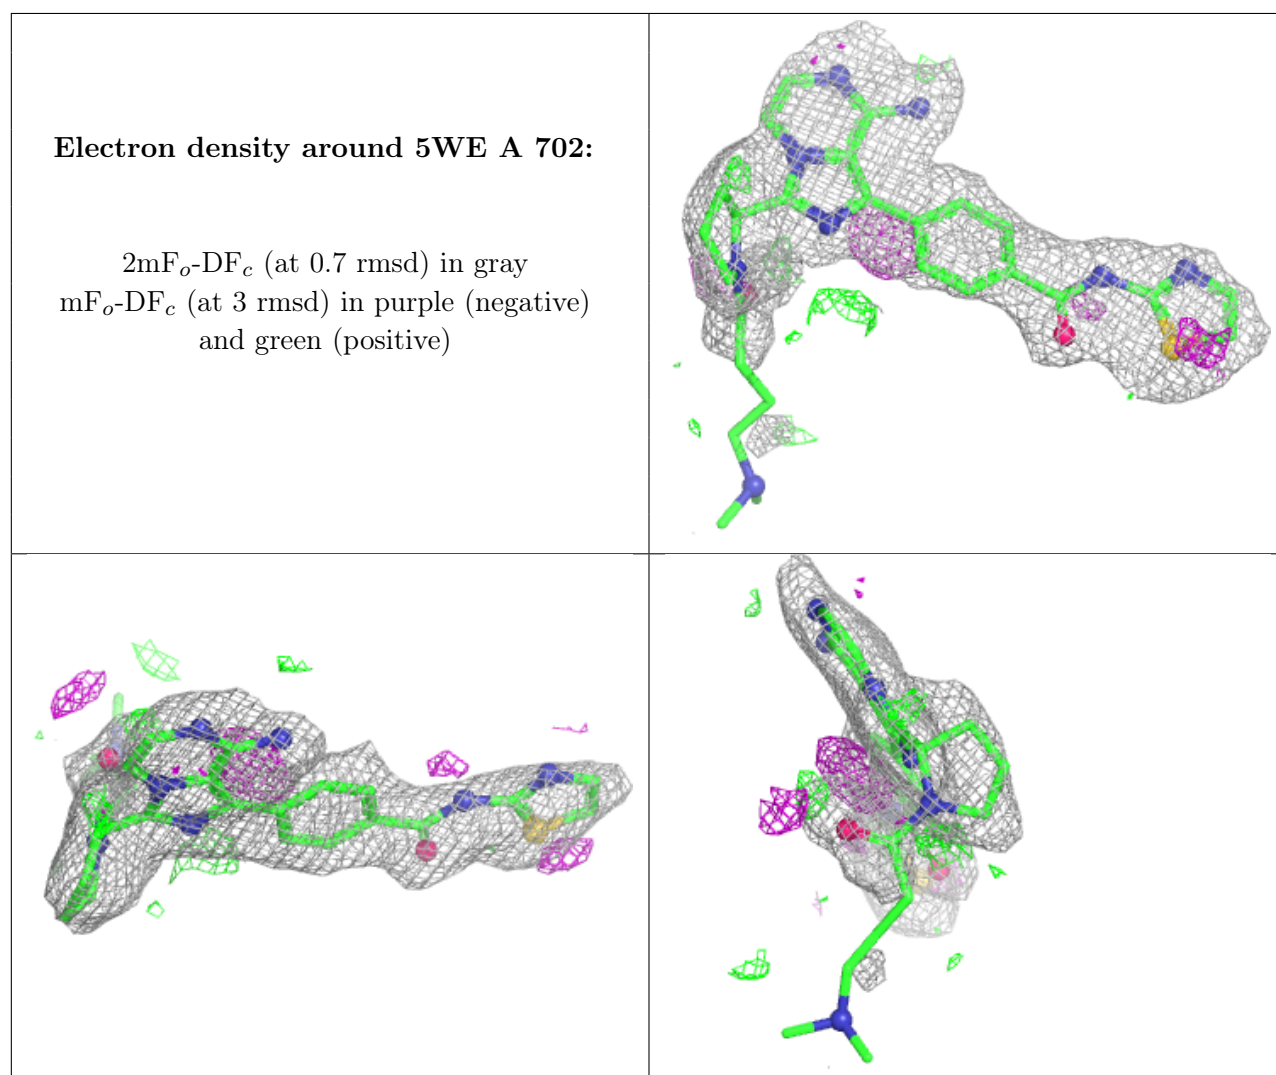 Electron density around 5WE A 702:
2mFₒ-DF𝒸 (at 0.7 rmsd) in gray
mFₒ-DF𝒸 (at 3 rmsd) in purple (negative)
and green (positive)